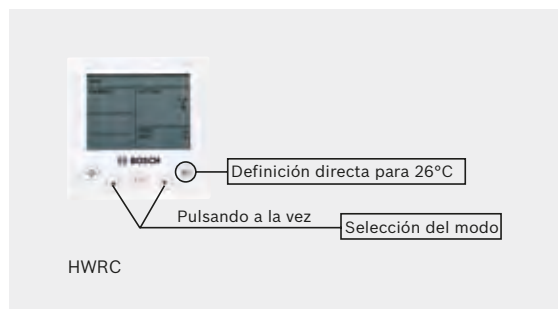 BOSCH
Definición directa para 26°C
Pulsando a la vez
Selección del modo
HWRC